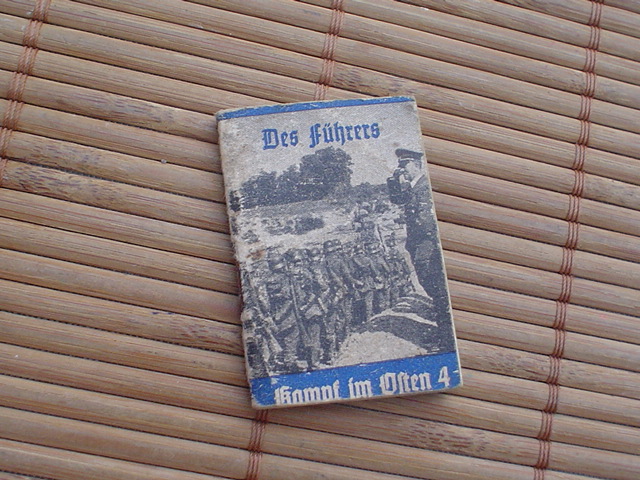 Des Führers
Kampf im Osten 4